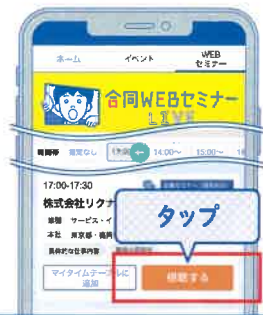 ホーム イベント WEB
セミナー
合同WEBセミナー
LIVE
時間帯 指定なし 14:00~ 15:00~
17:00-17:30
株式会社リクナ
業種 サービス・イ
本社 東京都・
具体的な仕事内容
タップ
マイタイムテーブルに
追加
視聴する